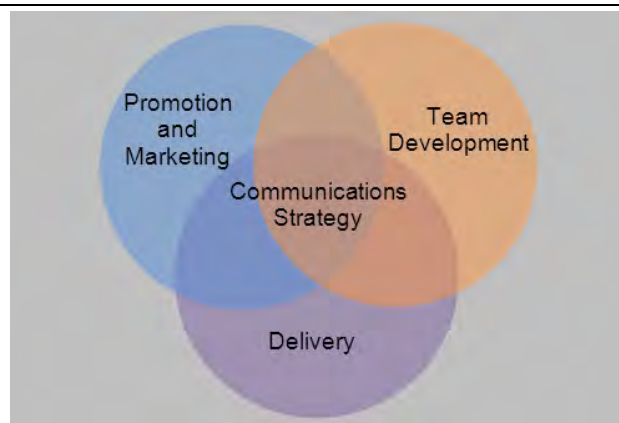 Promotion
and
Marketing
Team
Development
Communications
Strategy
Delivery